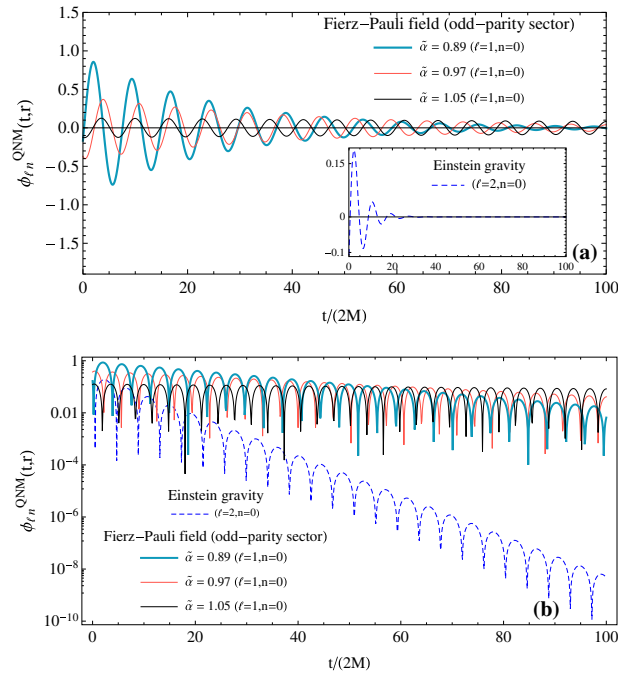 Fierz−Pauli field (odd−parity sector)
α̃ = 0.89 (ℓ=1,n=0)
α̃ = 0.97 (ℓ=1,n=0)
α̃ = 1.05 (ℓ=1,n=0)
1.5
1.0
0.5
0.0
−0.5
−1.0
−1.5
ϕℓn^QNM(t,r)
Einstein gravity
(ℓ=2,n=0)
0.15
0
−0.1
0 20 40 60 80 100
(a)
0 20 40 60 80 100
t/(2M)
0.1
0.01
10⁻⁴
10⁻⁶
10⁻⁸
10⁻¹⁰
ϕℓn^QNM(t,r)
Einstein gravity
(ℓ=2,n=0)
Fierz−Pauli field (odd−parity sector)
α̃ = 0.89 (ℓ=1,n=0)
α̃ = 0.97 (ℓ=1,n=0)
α̃ = 1.05 (ℓ=1,n=0)
(b)
0 20 40 60 80 100
t/(2M)